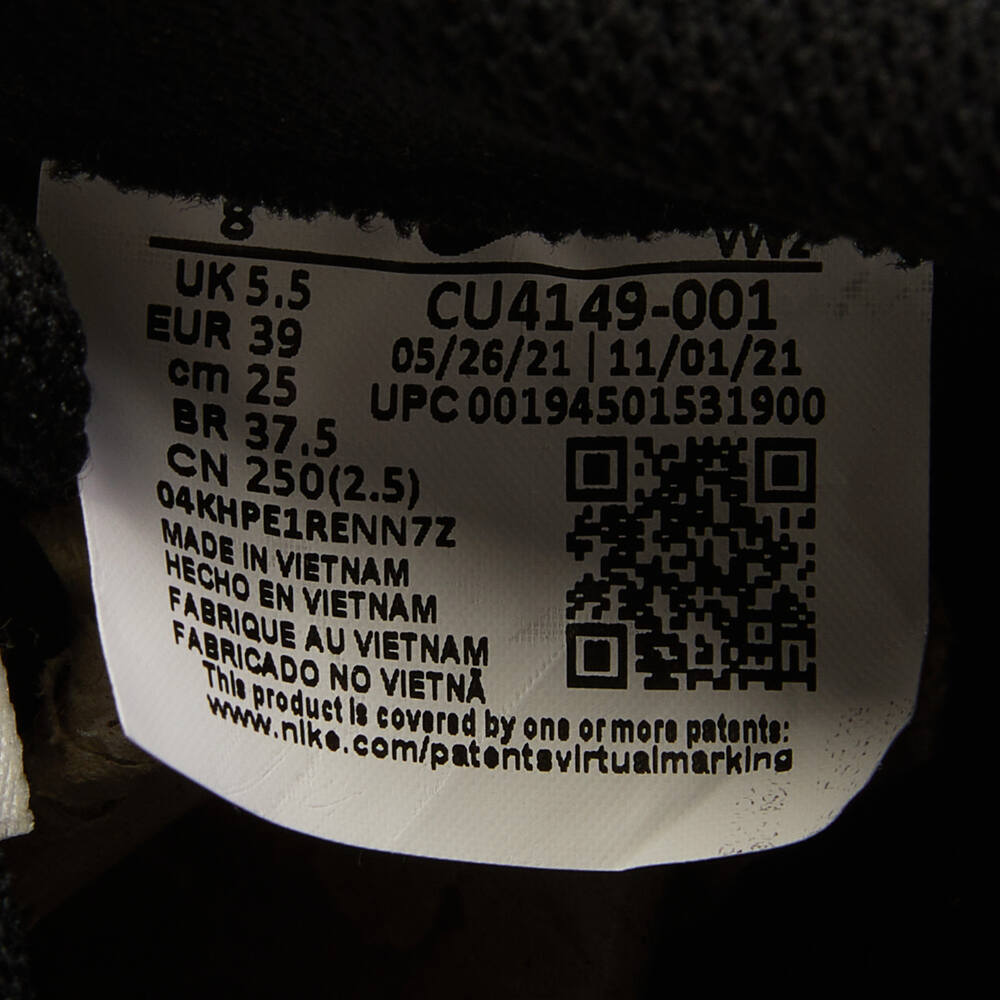 8
UK 5.5
EUR 39
cm 25
BR 37.5
CN 250(2.5)
04KHPE1RENN7Z
MADE IN VIETNAM
HECHO EN VIETNAM
FABRIQUE AU VIETNAM
FABRICADO NO VIETNÃ
CU4149-001
05/26/21 | 11/01/21
UPC 00194501531900
This product is covered by one or more patents:
www.nike.com/patentsvirtualmarking